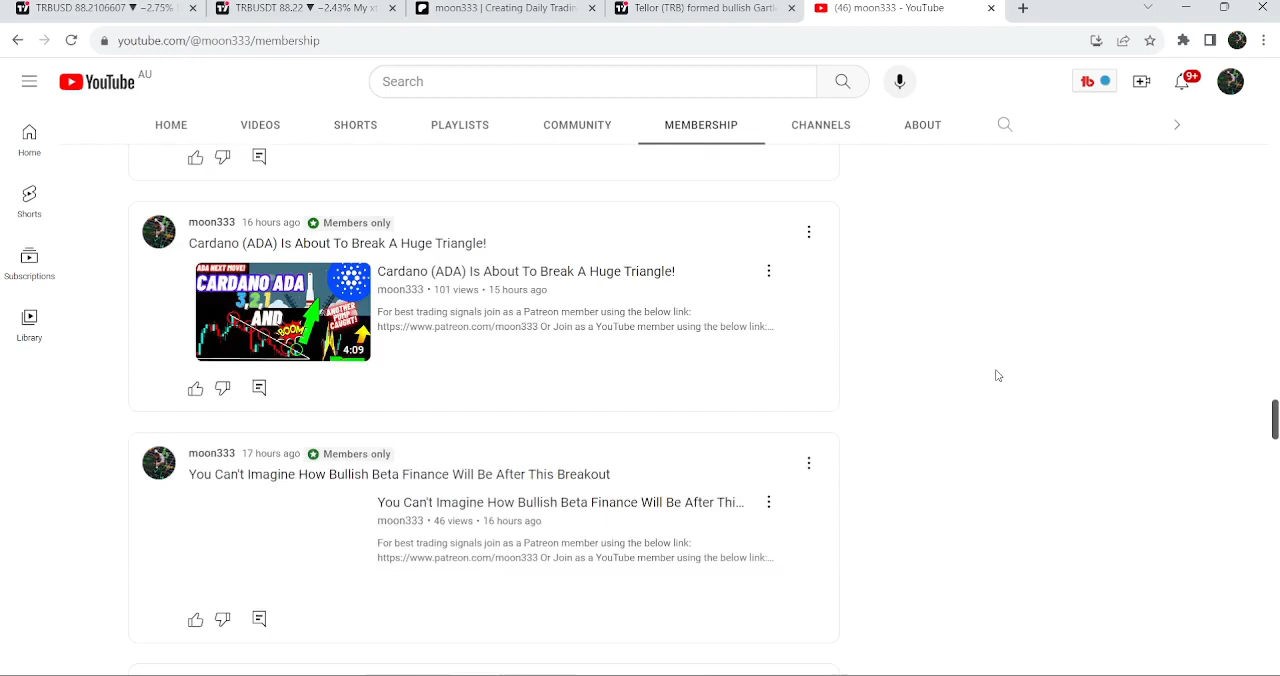 TRBUSD 88.2106607 ▼ −2.75%
TRBUSDT 88.22 ▼ −2.43% My xt
moon333 | Creating Daily Tradin
Tellor (TRB) formed bullish Gart
(46) moon333 - YouTube
youtube.com/@moon333/membership
YouTube AU
Search
9+
HOME VIDEOS SHORTS PLAYLISTS COMMUNITY MEMBERSHIP CHANNELS ABOUT
Home
Shorts
Subscriptions
Library
moon333 16 hours ago Members only
Cardano (ADA) Is About To Break A Huge Triangle!
ADA NEXT MOVE!
CARDANO ADA
3,2,1
AND
BOOM
ANOTHER
CAUGHT!
4:09
Cardano (ADA) Is About To Break A Huge Triangle!
moon333 • 101 views • 15 hours ago
For best trading signals join as a Patreon member using the below link:
https://www.patreon.com/moon333 Or Join as a YouTube member using the below link:...
moon333 17 hours ago Members only
You Can't Imagine How Bullish Beta Finance Will Be After This Breakout
You Can't Imagine How Bullish Beta Finance Will Be After Thi...
moon333 • 46 views • 16 hours ago
For best trading signals join as a Patreon member using the below link:
https://www.patreon.com/moon333 Or Join as a YouTube member using the below link:...